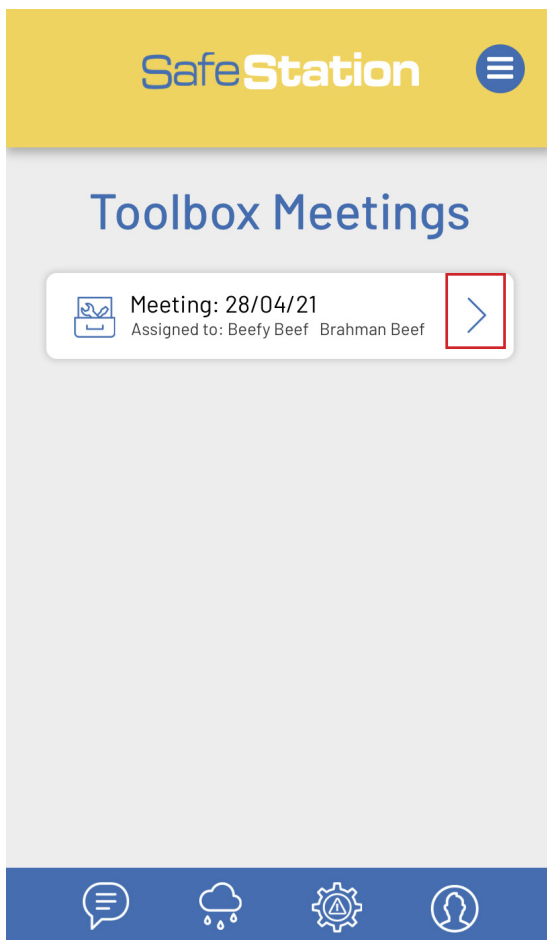 SafeStation
Toolbox Meetings
Meeting: 28/04/21
Assigned to: Beefy Beef Brahman Beef